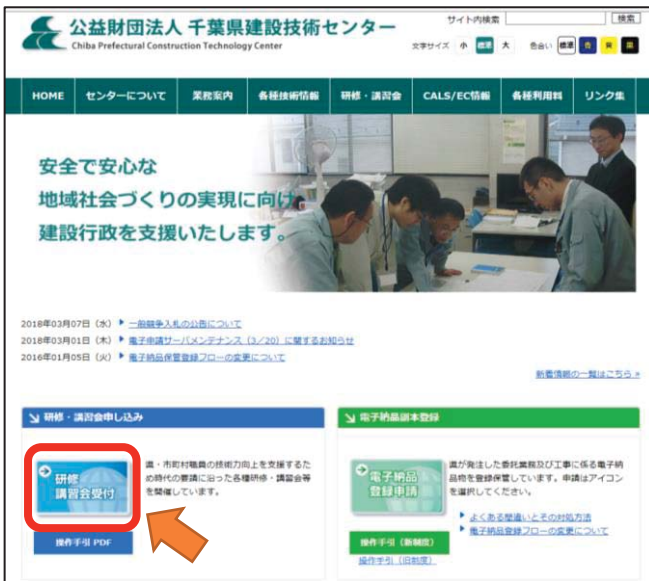 公益財団法人 千葉県建設技術センター
Chiba Prefectural Construction Technology Center
サイト内検索 検索
文字サイズ 小 標準 大 色合い 標準 青 黄 黒
HOME センターについて 業務案内 各種技術情報 研修・講習会 CALS/EC情報 各種利用料 リンク集
安全で安心な
地域社会づくりの実現に向け、
建設行政を支援いたします。
2018年03月07日（水） 一般競争入札の公告について
2018年03月01日（木） 電子申請サーバメンテナンス（3／20）に関するお知らせ
2016年01月05日（火） 電子納品保管登録フローの変更について
新着情報の一覧はこちら »
研修・講習会申し込み
研修
講習会受付
県・市町村職員の技術力向上を支援するた
め時代の要請に沿った各種研修・講習会等
を開催しています。
操作手引 PDF
電子納品副本登録
電子納品
登録申請
県が発注した委託業務及び工事に係る電子納
品物を登録保管しています。申請はアイコン
を選択してください。
よくある間違いとその対処方法
電子納品登録フローの変更について
操作手引（新制度）
操作手引（旧制度）